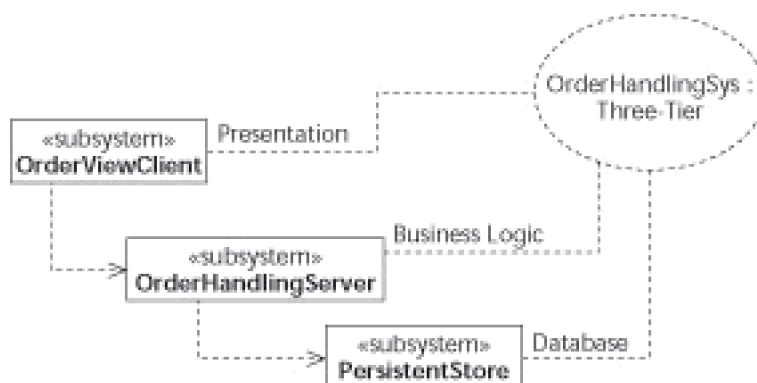 OrderHandlingSys :
Three-Tier
«subsystem»
OrderViewClient
Presentation
Business Logic
«subsystem»
OrderHandlingServer
«subsystem»
PersistentStore
Database